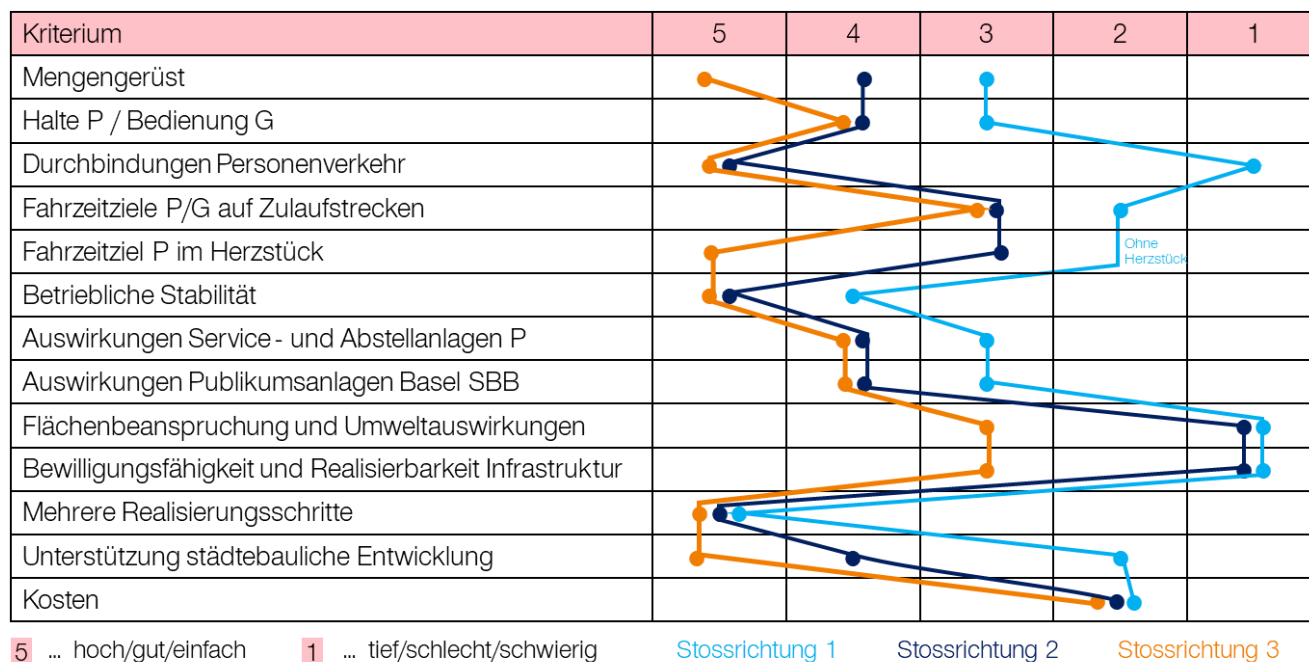 Kriterium 5 4 3 2 1
Mengengerüst
Halte P / Bedienung G
Durchbindungen Personenverkehr
Fahrzeitziele P/G auf Zulaufstrecken
Fahrzeitziel P im Herzstück
Ohne
Herzstück
Betriebliche Stabilität
Auswirkungen Service - und Abstellanlagen P
Auswirkungen Publikumsanlagen Basel SBB
Flächenbeanspruchung und Umweltauswirkungen
Bewilligungsfähigkeit und Realisierbarkeit Infrastruktur
Mehrere Realisierungsschritte
Unterstützung städtebauliche Entwicklung
Kosten
5 ... hoch/gut/einfach 1 ... tief/schlecht/schwierig Stossrichtung 1 Stossrichtung 2 Stossrichtung 3